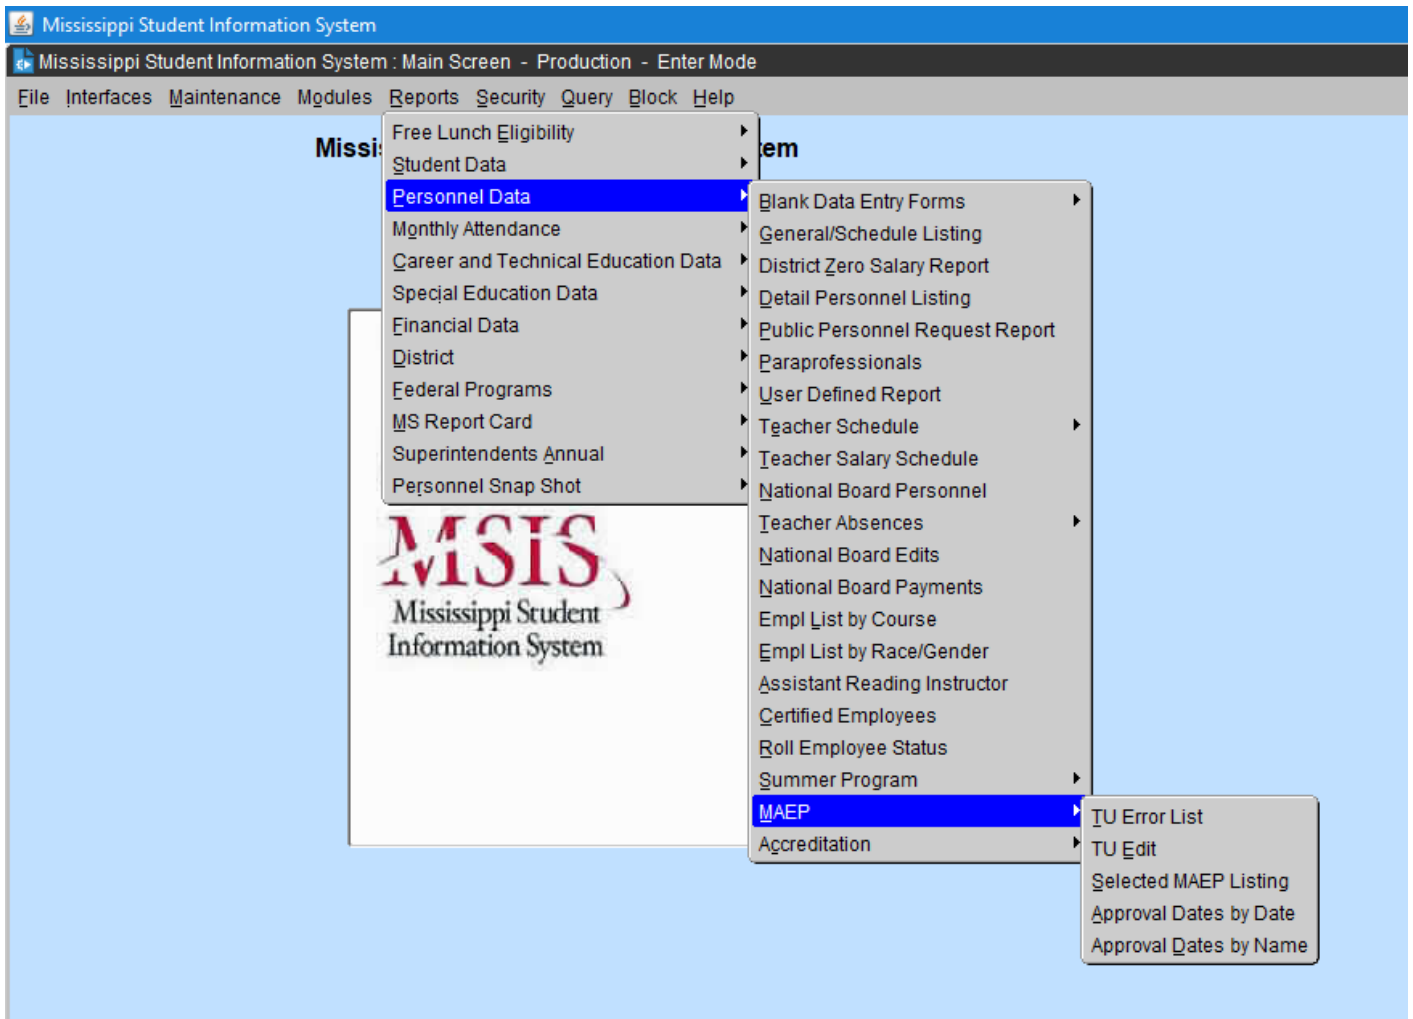 Mississippi Student Information System
Mississippi Student Information System : Main Screen - Production - Enter Mode
File Interfaces Maintenance Modules Reports Security Query Block Help
Free Lunch Eligibility
Student Data
Personnel Data
Monthly Attendance
Career and Technical Education Data
Special Education Data
Financial Data
District
Federal Programs
MS Report Card
Superintendents Annual
Personnel Snap Shot
Blank Data Entry Forms
General/Schedule Listing
District Zero Salary Report
Detail Personnel Listing
Public Personnel Request Report
Paraprofessionals
User Defined Report
Teacher Schedule
Teacher Salary Schedule
National Board Personnel
Teacher Absences
National Board Edits
National Board Payments
Empl List by Course
Empl List by Race/Gender
Assistant Reading Instructor
Certified Employees
Roll Employee Status
Summer Program
MAEP
Accreditation
TU Error List
TU Edit
Selected MAEP Listing
Approval Dates by Date
Approval Dates by Name
MSIS
Mississippi Student
Information System